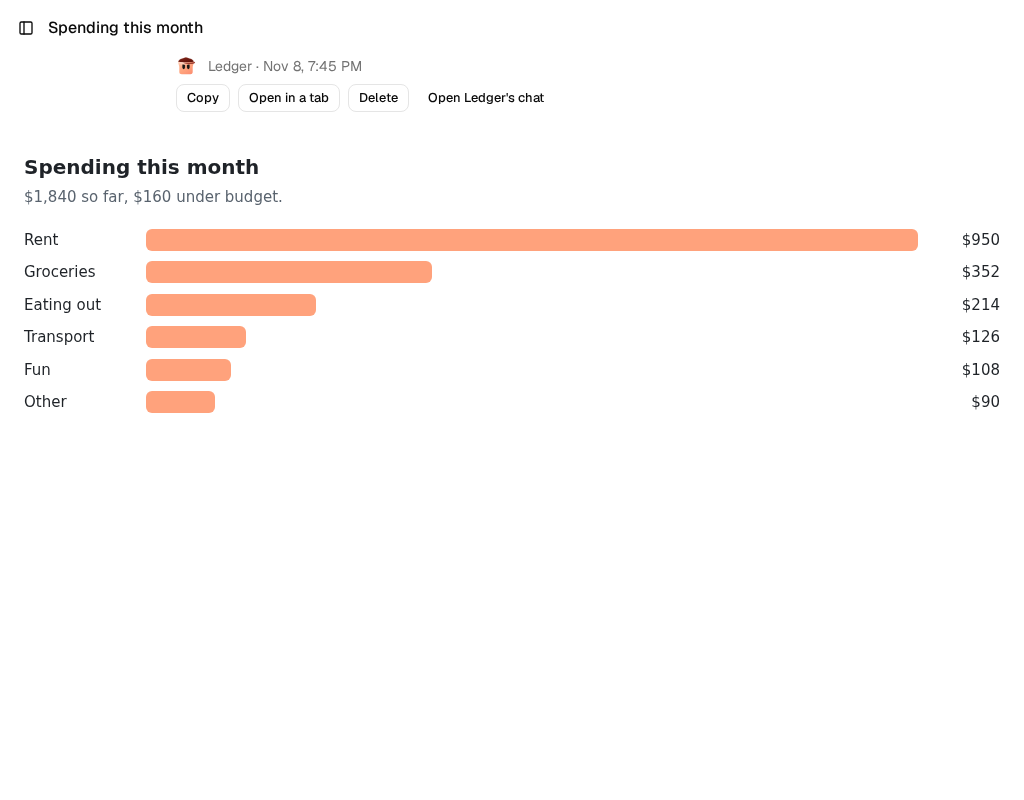 Spending this month
Ledger · Nov 8, 7:45 PM
Copy Open in a tab Delete Open Ledger's chat
Spending this month
$1,840 so far, $160 under budget.
Rent $950
Groceries $352
Eating out $214
Transport $126
Fun $108
Other $90